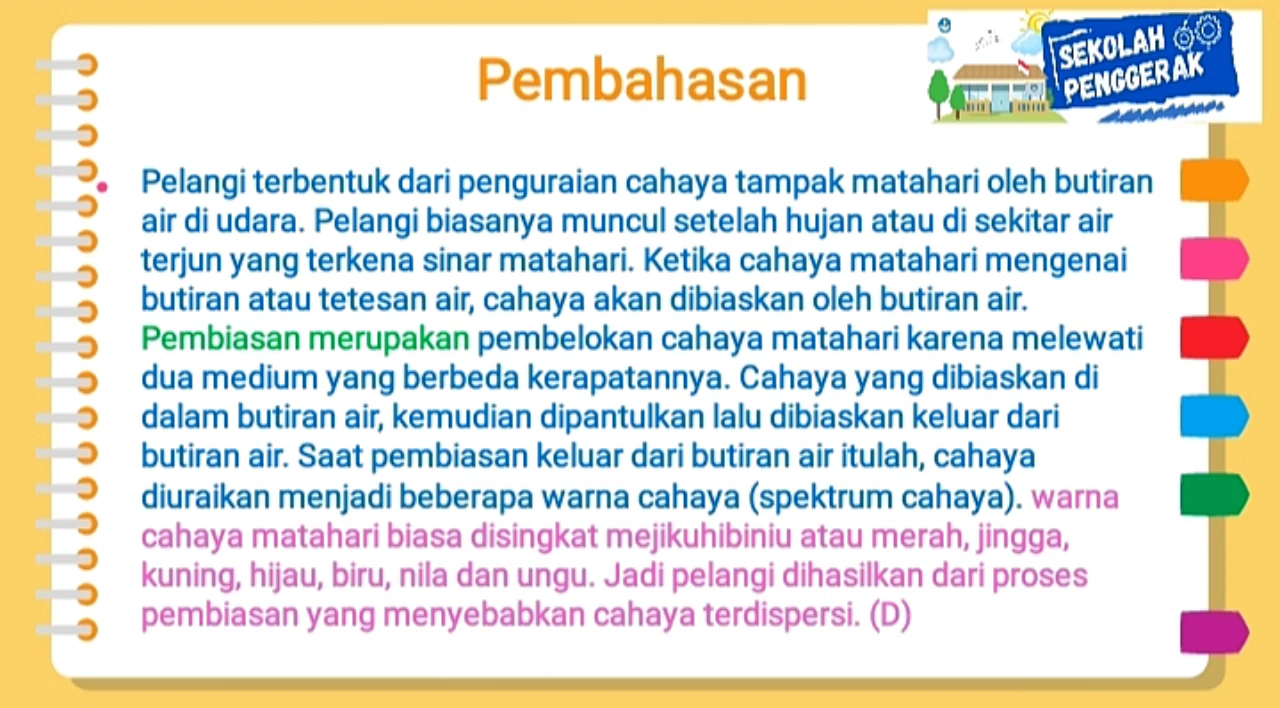 Pembahasan
SEKOLAH
PENGGERAK
Pelangi terbentuk dari penguraian cahaya tampak matahari oleh butiran
air di udara. Pelangi biasanya muncul setelah hujan atau di sekitar air
terjun yang terkena sinar matahari. Ketika cahaya matahari mengenai
butiran atau tetesan air, cahaya akan dibiaskan oleh butiran air.
Pembiasan merupakan pembelokan cahaya matahari karena melewati
dua medium yang berbeda kerapatannya. Cahaya yang dibiaskan di
dalam butiran air, kemudian dipantulkan lalu dibiaskan keluar dari
butiran air. Saat pembiasan keluar dari butiran air itulah, cahaya
diuraikan menjadi beberapa warna cahaya (spektrum cahaya). warna
cahaya matahari biasa disingkat mejikuhibiniu atau merah, jingga,
kuning, hijau, biru, nila dan ungu. Jadi pelangi dihasilkan dari proses
pembiasan yang menyebabkan cahaya terdispersi. (D)